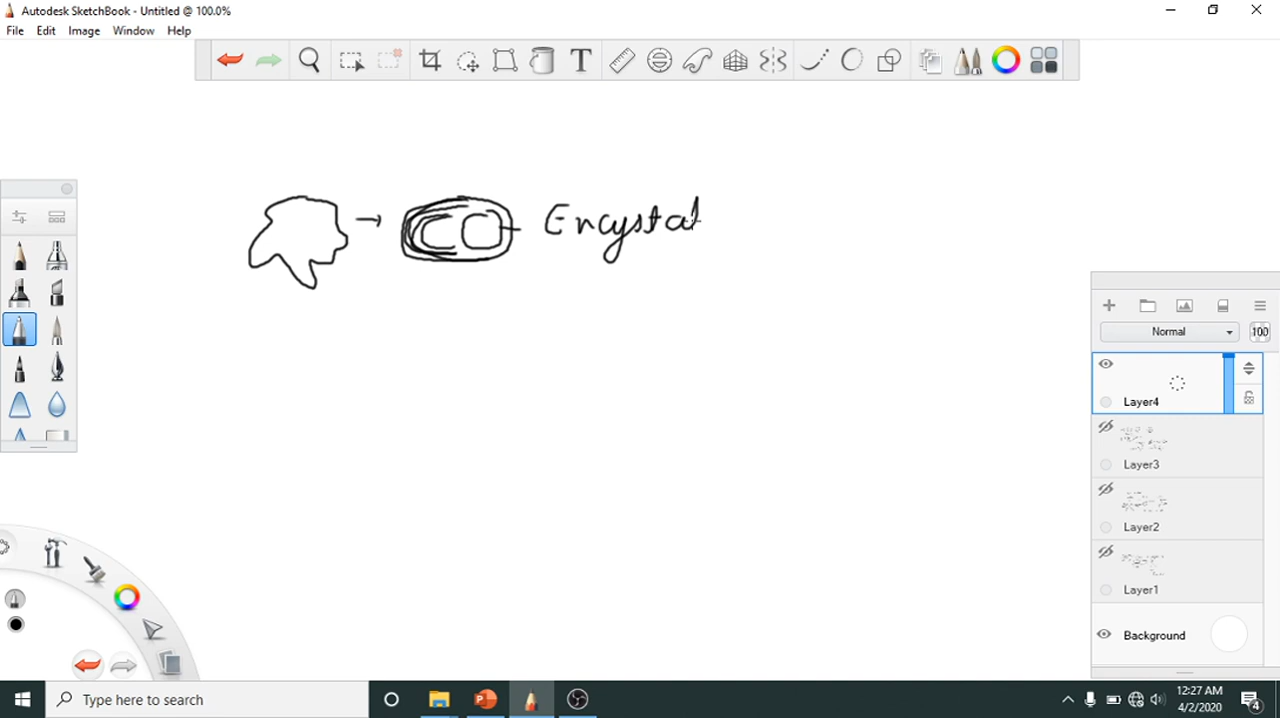 Autodesk SketchBook - Untitled @ 100.0%
File Edit Image Window Help
T
Encystat
Normal 100
Layer4
Layer3
Layer2
Layer1
Background
Type here to search
12:27 AM
4/2/2020
4